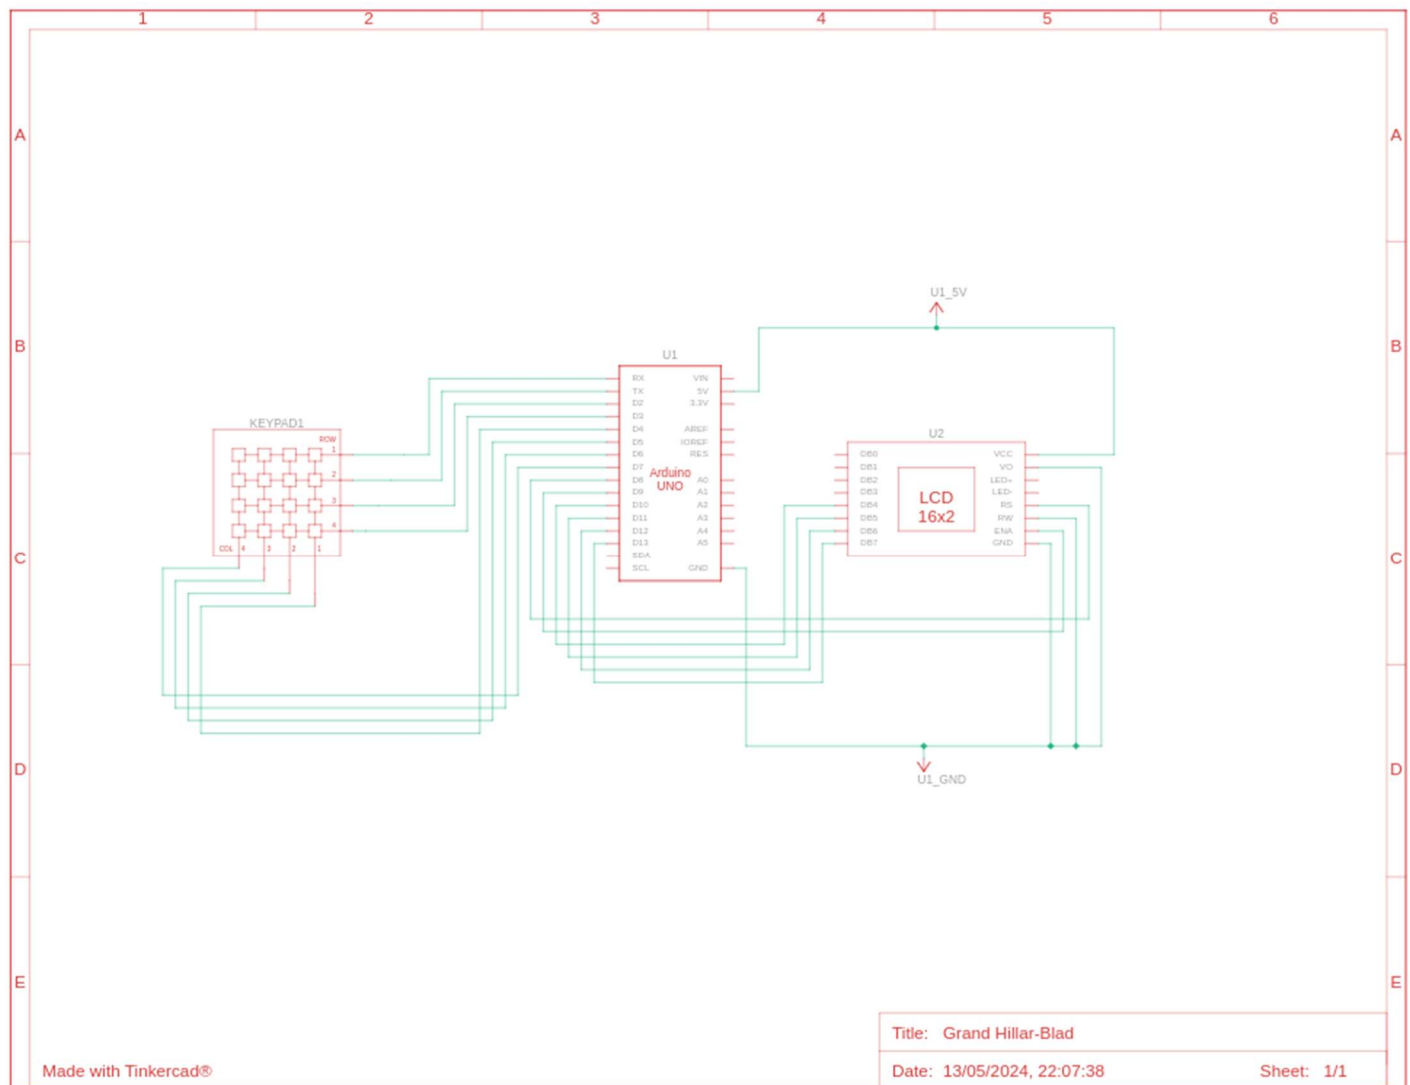 1 2 3 4 5 6
A A
U1_5V
B B
U1
RX VIN
TX 5V
D2 3.3V
D3
D4 AREF
D5 IOREF
D6 RES
D7
Arduino
UNO
D8 A0
D9 A1
D10 A2
D11 A3
D12 A4
D13 A5
SDA
SCL GND
KEYPAD1
ROW
1
2
3
4
COL 4 3 2 1
U2
DB0 VCC
DB1 VO
DB2 LED+
DB3 LED-
DB4 RS
DB5 RW
DB6 ENA
DB7 GND
LCD
16x2
C C
D D
U1_GND
E E
Title: Grand Hillar-Blad
Made with Tinkercad®
Date: 13/05/2024, 22:07:38 Sheet: 1/1